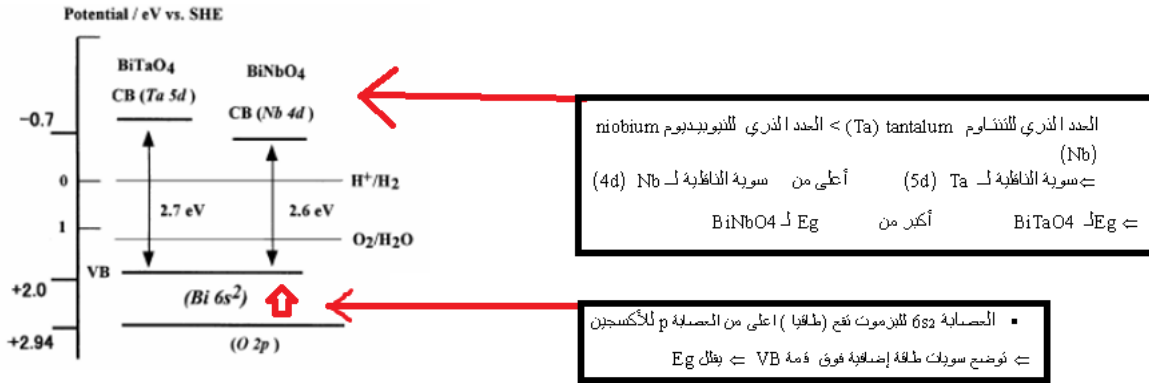 Potential / eV vs. SHE
BiTaO4
CB (Ta 5d)
BiNbO4
CB (Nb 4d)
−0.7
0
H+/H2
2.7 eV
2.6 eV
1
O2/H2O
VB
+2.0
(Bi 6s2)
+2.94
(O 2p)
العدد الذري للتنتالوم tantalum (Ta) > العدد الذري للنيوبيديوم niobium
(Nb)
⇐ سوية الناقلية لـ Ta (5d) أعلى من سوية الناقلية لـ Nb (4d)
⇐ Eg لـ BiTaO4 أكبر من Eg لـ BiNbO4
▪ العصابة 6s2 للبزموت تقع (طاقيا) اعلى من العصابة p للأكسجين
⇐ توضع سويات طاقة إضافية فوق قمة VB ⇐ يقلل Eg